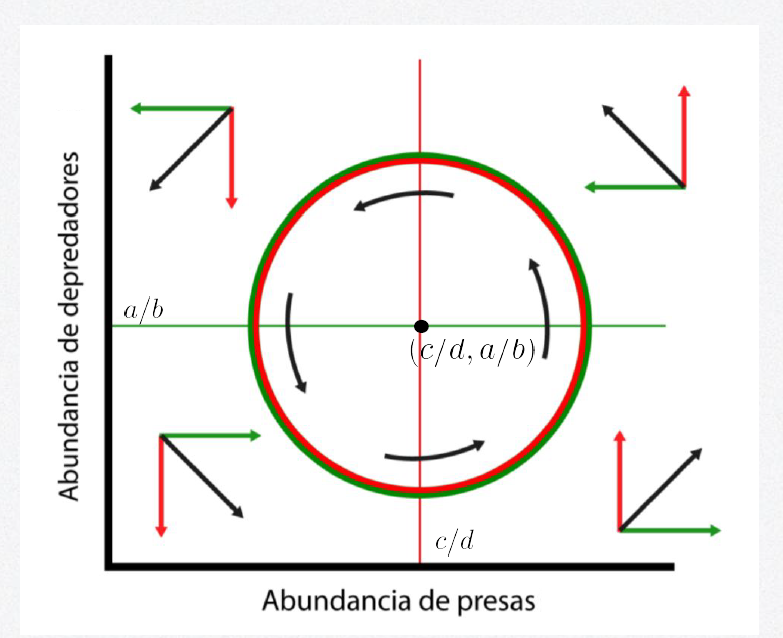 Abundancia de depredadores
a/b
(c/d, a/b)
c/d
Abundancia de presas